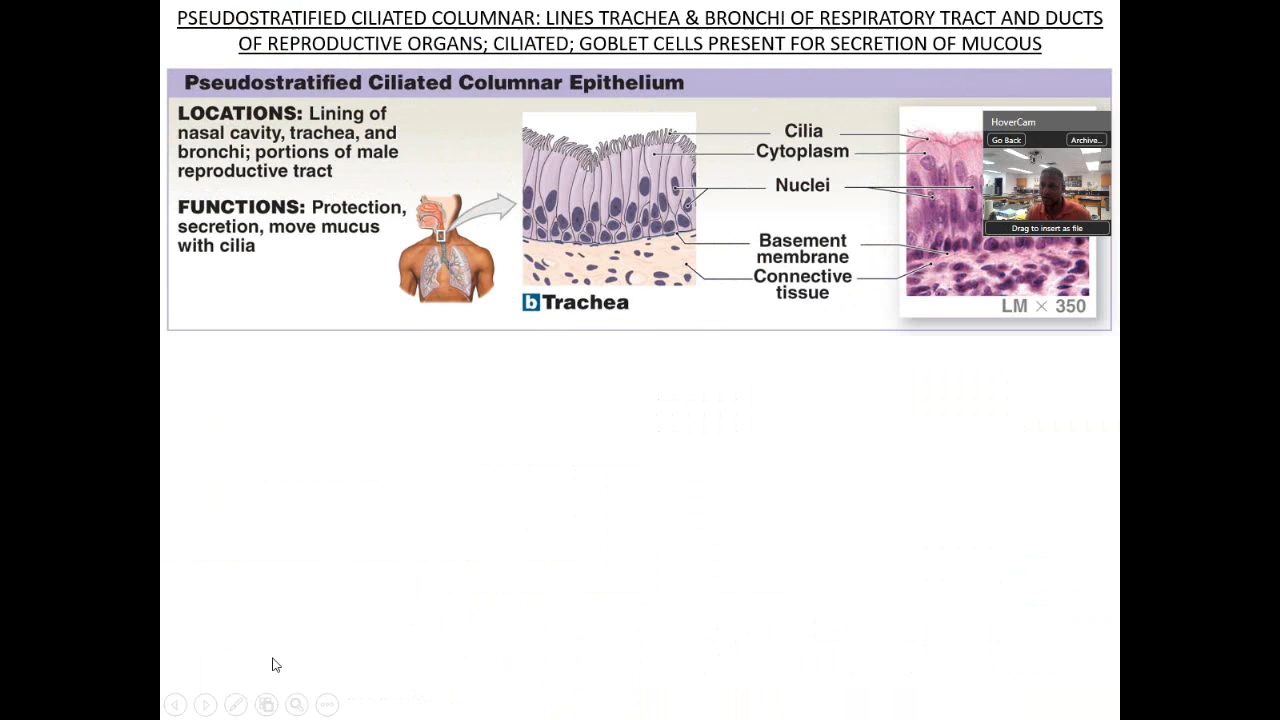 PSEUDOSTRATIFIED CILIATED COLUMNAR: LINES TRACHEA & BRONCHI OF RESPIRATORY TRACT AND DUCTS
OF REPRODUCTIVE ORGANS; CILIATED; GOBLET CELLS PRESENT FOR SECRETION OF MUCOUS
Pseudostratified Ciliated Columnar Epithelium
LOCATIONS: Lining of
nasal cavity, trachea, and
bronchi; portions of male
reproductive tract
FUNCTIONS: Protection,
secretion, move mucus
with cilia
b Trachea
Cilia
Cytoplasm
Nuclei
Basement
membrane
Connective
tissue
HoverCam
Go Back
Archive...
Drag to insert as file
LM × 350